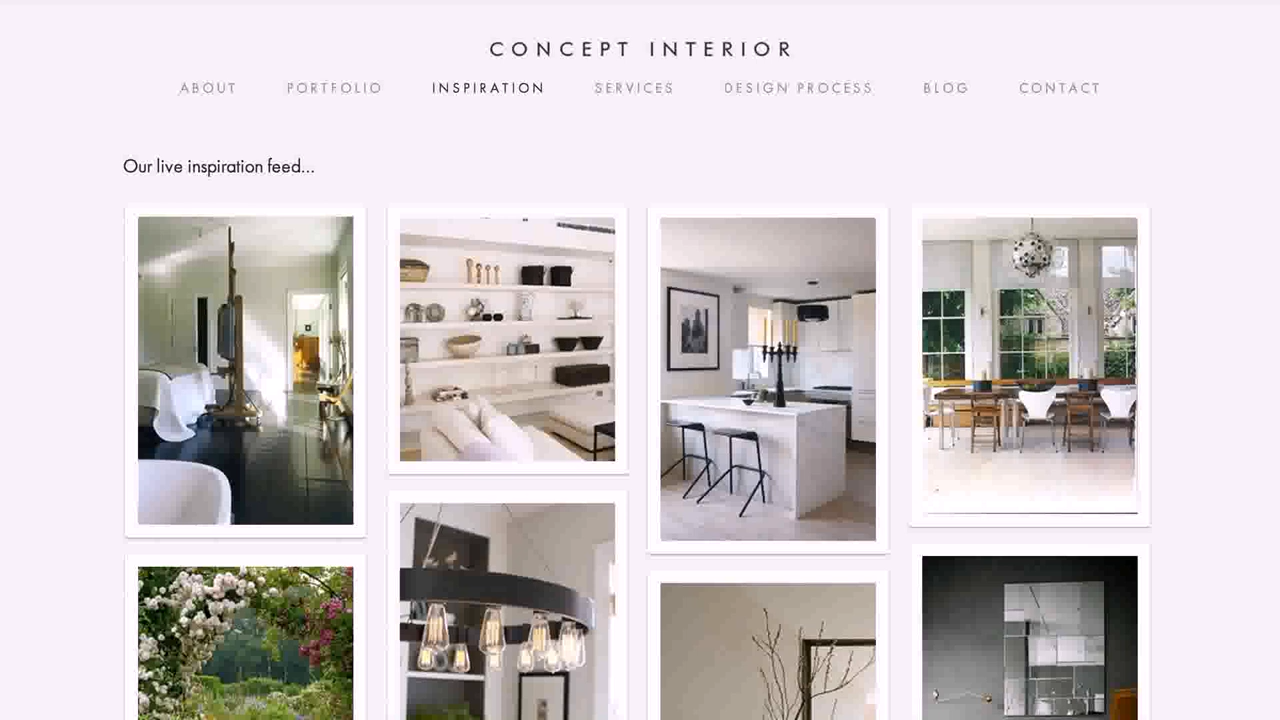 CONCEPT INTERIOR
ABOUT PORTFOLIO INSPIRATION SERVICES DESIGN PROCESS BLOG CONTACT
Our live inspiration feed...